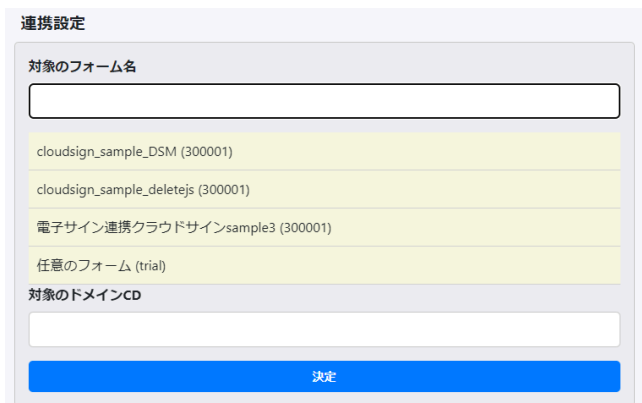 連携設定
対象のフォーム名
cloudsign_sample_DSM (300001)
cloudsign_sample_deletejs (300001)
電子サイン連携クラウドサインsample3 (300001)
任意のフォーム (trial)
対象のドメインCD
決定